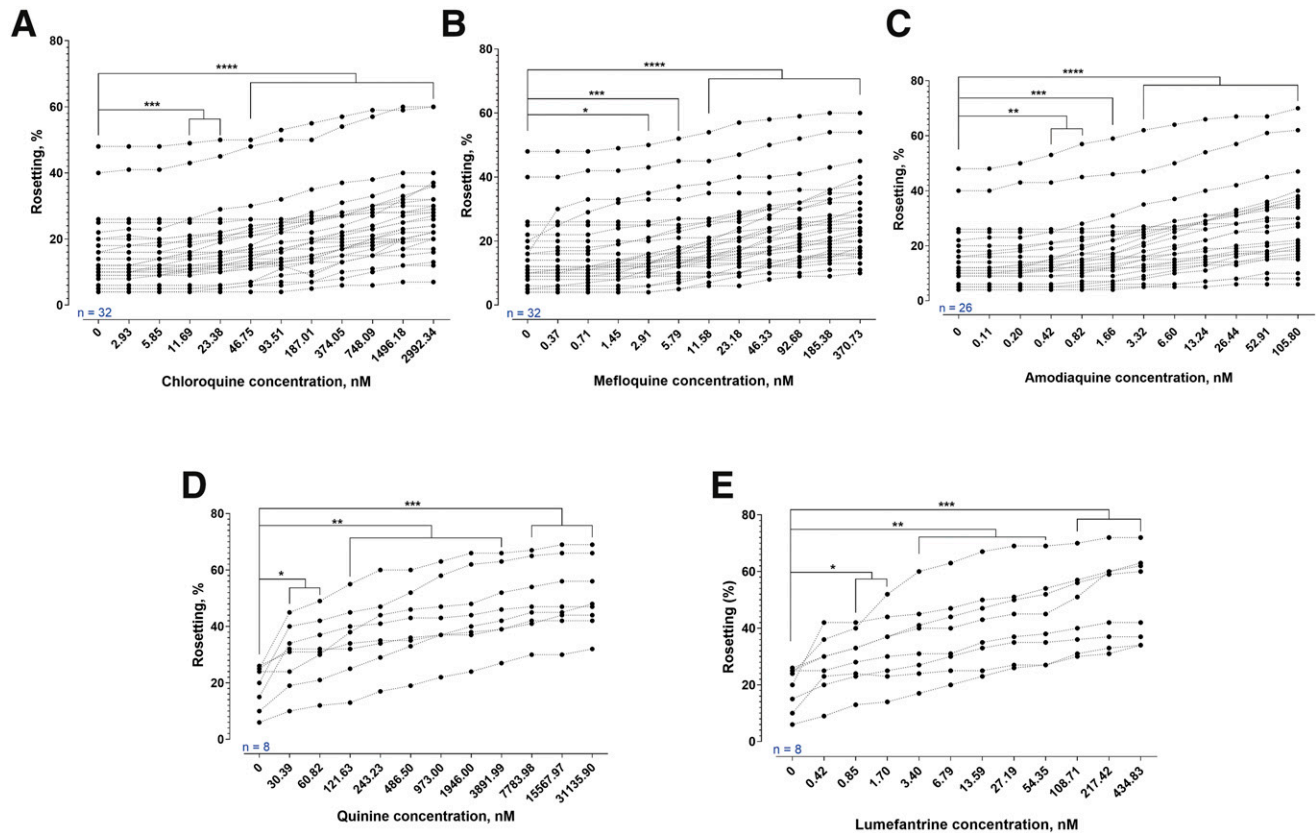 A
80
60
40
20
0
Rosetting, %
****
***
n = 32
0 2.93 5.85 11.69 23.38 46.75 93.51 187.01 374.05 748.09 1496.18 2992.34
Chloroquine concentration, nM
B
80
60
40
20
0
Rosetting, %
****
***
*
n = 32
0 0.37 0.71 1.45 2.91 5.79 11.58 23.18 46.33 92.68 185.38 370.73
Mefloquine concentration, nM
C
80
60
40
20
0
Rosetting, %
****
***
**
n = 26
0 0.11 0.20 0.42 0.82 1.66 3.32 6.60 13.24 26.44 52.91 105.80
Amodiaquine concentration, nM
D
80
60
40
20
0
Rosetting, %
***
**
*
n = 8
0 30.39 60.82 121.63 243.23 4886.50 973.00 1946.00 3891.99 7783.98 15567.97 31135.90
Quinine concentration, nM
E
80
60
40
20
0
Rosetting (%)
***
**
*
n = 8
0 0.42 0.85 1.70 3.40 6.79 13.59 27.19 54.35 108.71 217.42 434.83
Lumefantrine concentration, nM